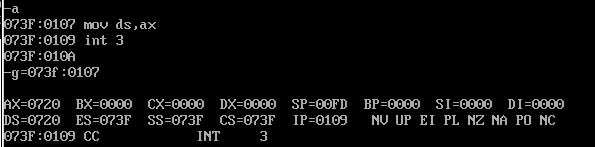 -a
073F:0107 mov ds,ax
073F:0109 int 3
073F:010A
-g=073f:0107
AX=0720 BX=0000 CX=0000 DX=0000 SP=00FD BP=0000 SI=0000 DI=0000
DS=0720 ES=073F SS=073F CS=073F IP=0109 NV UP EI PL NZ NA PO NC
073F:0109 CC INT 3